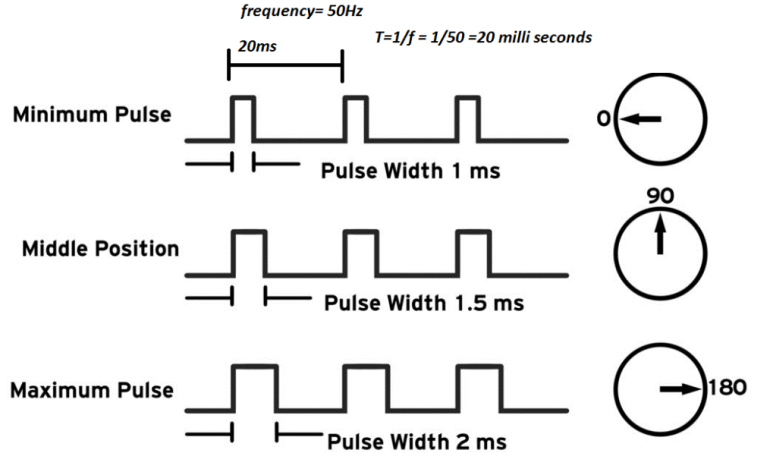 frequency= 50Hz
20ms
T=1/f = 1/50 =20 milli seconds
Minimum Pulse
0
Pulse Width 1 ms
90
Middle Position
Pulse Width 1.5 ms
Maximum Pulse
180
Pulse Width 2 ms